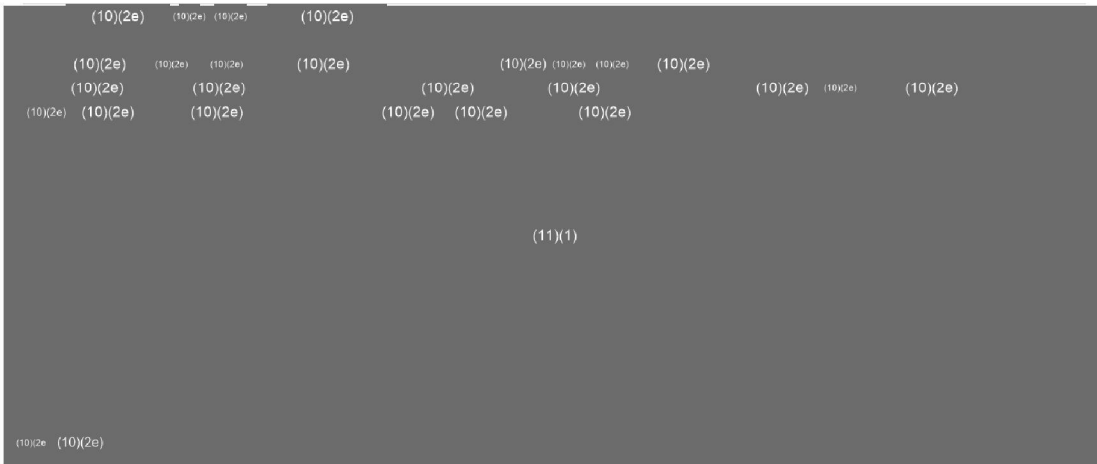 (10)(2e) (10)(2e) (10)(2e) (10)(2e)
(10)(2e) (10)(2e) (10)(2e) (10)(2e) (10)(2e) (10)(2e) (10)(2e) (10)(2e)
(10)(2e) (10)(2e) (10)(2e) (10)(2e) (10)(2e) (10)(2e) (10)(2e)
(10)(2e) (10)(2e) (10)(2e) (10)(2e) (10)(2e) (10)(2e)
(11)(1)
(10)(2e (10)(2e)